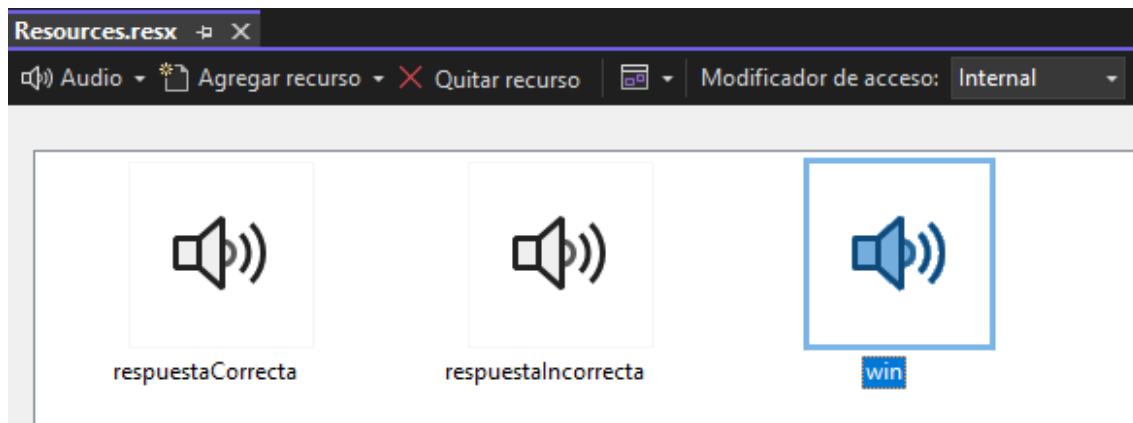 Resources.resx
Audio Agregar recurso Quitar recurso Modificador de acceso: Internal
respuestaCorrecta respuestaIncorrecta win